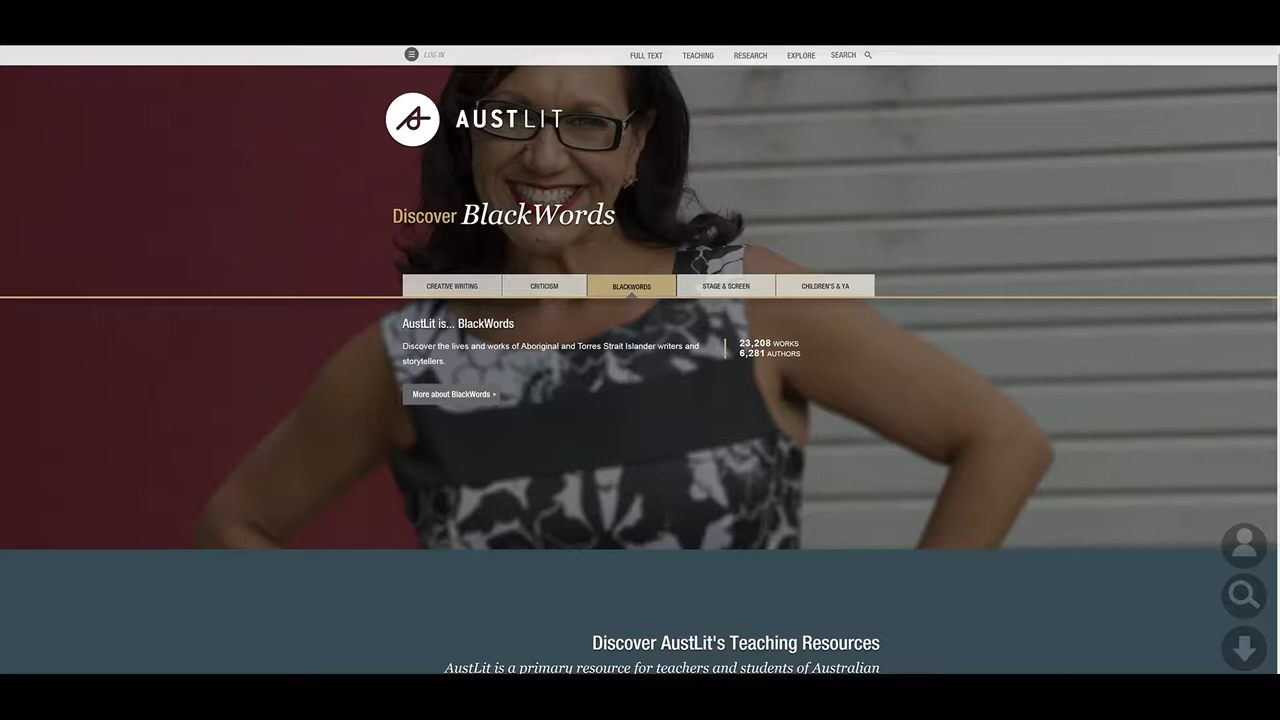 LOG IN
FULL TEXT TEACHING RESEARCH EXPLORE SEARCH
AUSTLIT
Discover BlackWords
CREATIVE WRITING CRITICISM BLACKWORDS STAGE & SCREEN CHILDREN'S & YA
AustLit is... BlackWords
Discover the lives and works of Aboriginal and Torres Strait Islander writers and
storytellers.
23,208 WORKS
6,281 AUTHORS
More about BlackWords
Discover AustLit's Teaching Resources
AustLit is a primary resource for teachers and students of Australian